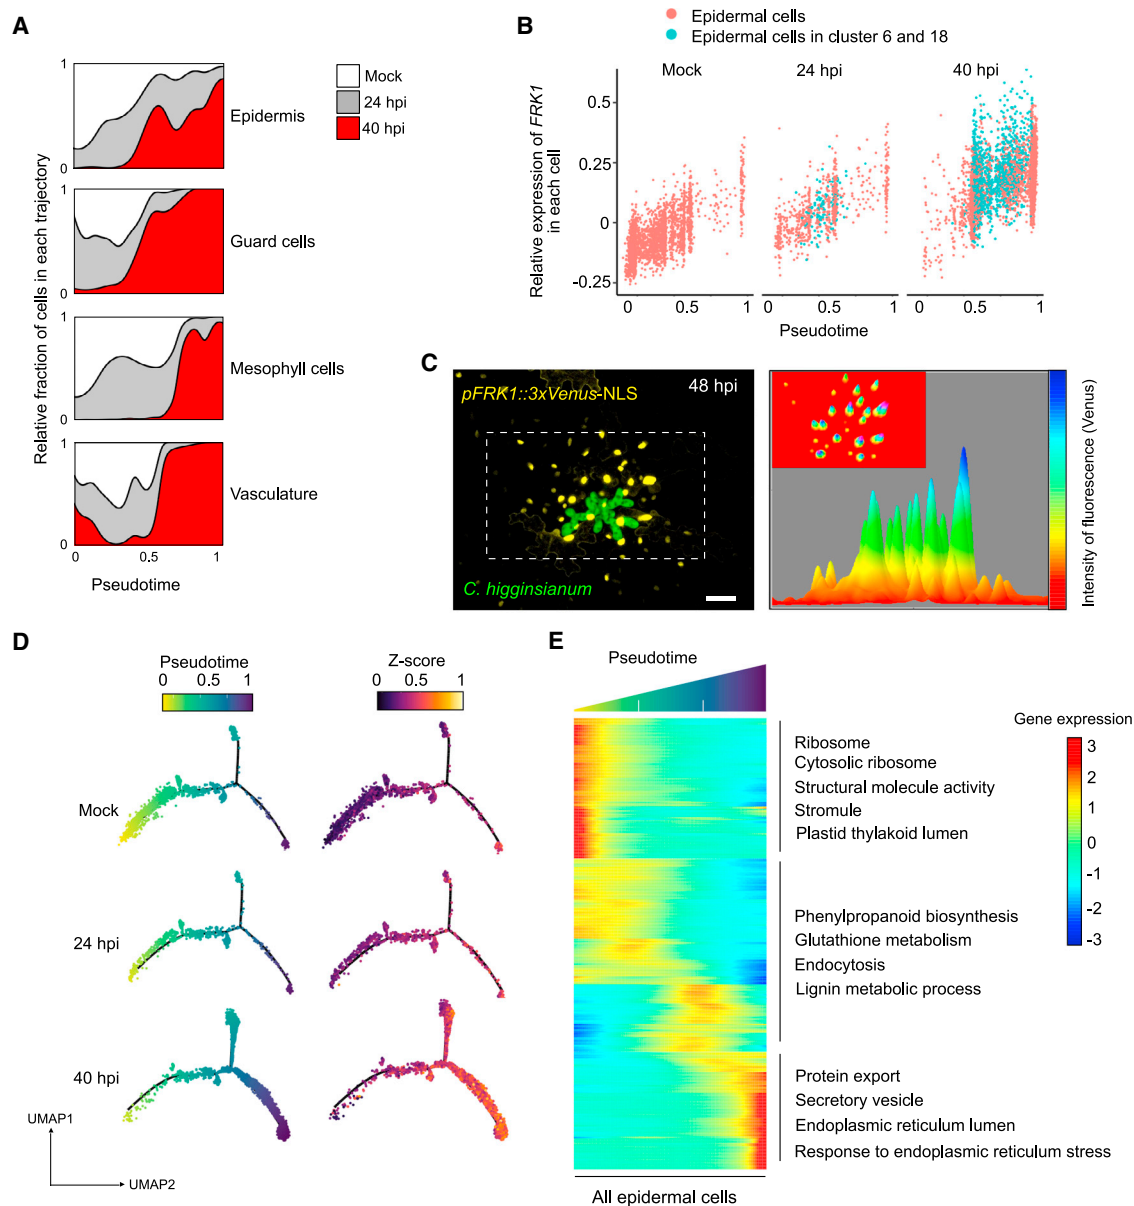 A
Relative fraction of cells in each trajectory
1
0
Epidermis
1
0
Guard cells
1
0
Mesophyll cells
1
0
Vasculature
0
0.5
1
Pseudotime
Mock
24 hpi
40 hpi
B
Epidermal cells
Epidermal cells in cluster 6 and 18
Mock
24 hpi
40 hpi
Relative expression of FRK1
in each cell
0.5
0.25
0
-0.25
0
0.5
1
0
0.5
1
0
0.5
1
Pseudotime
C
pFRK1::3xVenus-NLS
48 hpi
C. higginsianum
Intensity of fluorescence (Venus)
D
Pseudotime
0 0.5 1
Z-score
0 0.5 1
Mock
24 hpi
40 hpi
UMAP1
UMAP2
E
Pseudotime
Ribosome
Cytosolic ribosome
Structural molecule activity
Stromule
Plastid thylakoid lumen
Phenylpropanoid biosynthesis
Glutathione metabolism
Endocytosis
Lignin metabolic process
Protein export
Secretory vesicle
Endoplasmic reticulum lumen
Response to endoplasmic reticulum stress
All epidermal cells
Gene expression
3
2
1
0
-1
-2
-3